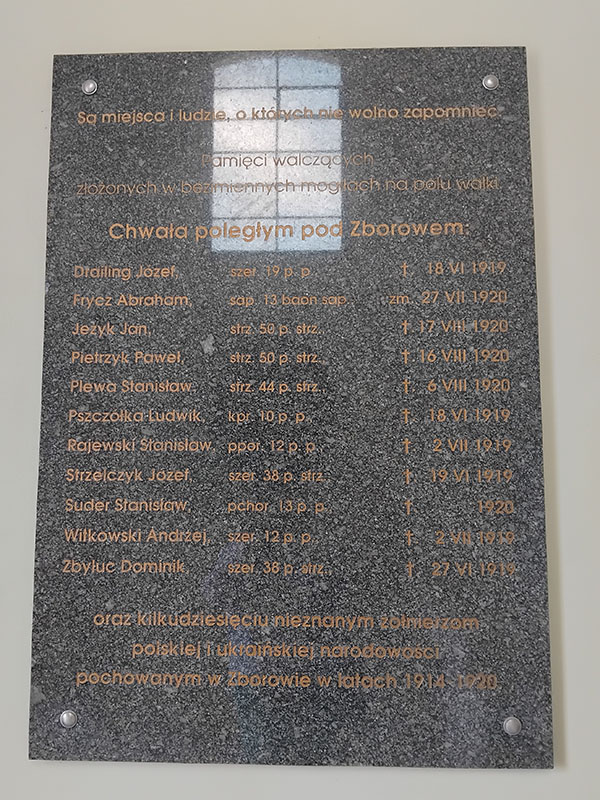 Są miejsca i ludzie, o których nie wolno zapomnieć.
Pamięci walczących
złożonych w bezimiennych mogiłach na polu walki.
Chwała poległym pod Zborowem:
Drailing Józef, szer. 19 p. p. †. 18 VI 1919
Frycz Abraham, sap. 13 baon sap., zm. 27 VII 1920
Jeżyk Jan, strz. 50 p. strz., †. 17 VIII 1920
Pietrzyk Paweł, strz. 50 p. strz. †. 16 VIII 1920
Plewa Stanisław, strz. 44 p. strz. †. 6 VIII 1920
Pszczółka Ludwik, kpr. 10 p. p. †. 18 VI 1919
Rajewski Stanisław, ppor. 12 p. p., †. 2 VII 1919
Strzelczyk Józef, szer. 38 p. strz., †. 19 VI 1919
Suder Stanisław, pchor. 13 p. p., †. 1920
Witkowski Andrzej, szer. 12 p. p., †. 2 VII 1919
Zbyluc Dominik, szer. 38 p. strz., †. 27 VI 1919
oraz kilkudziesięciu nieznanym żołnierzom
polskiej i ukraińskiej narodowości
pochowanym w Zborowie w latach 1914-1920